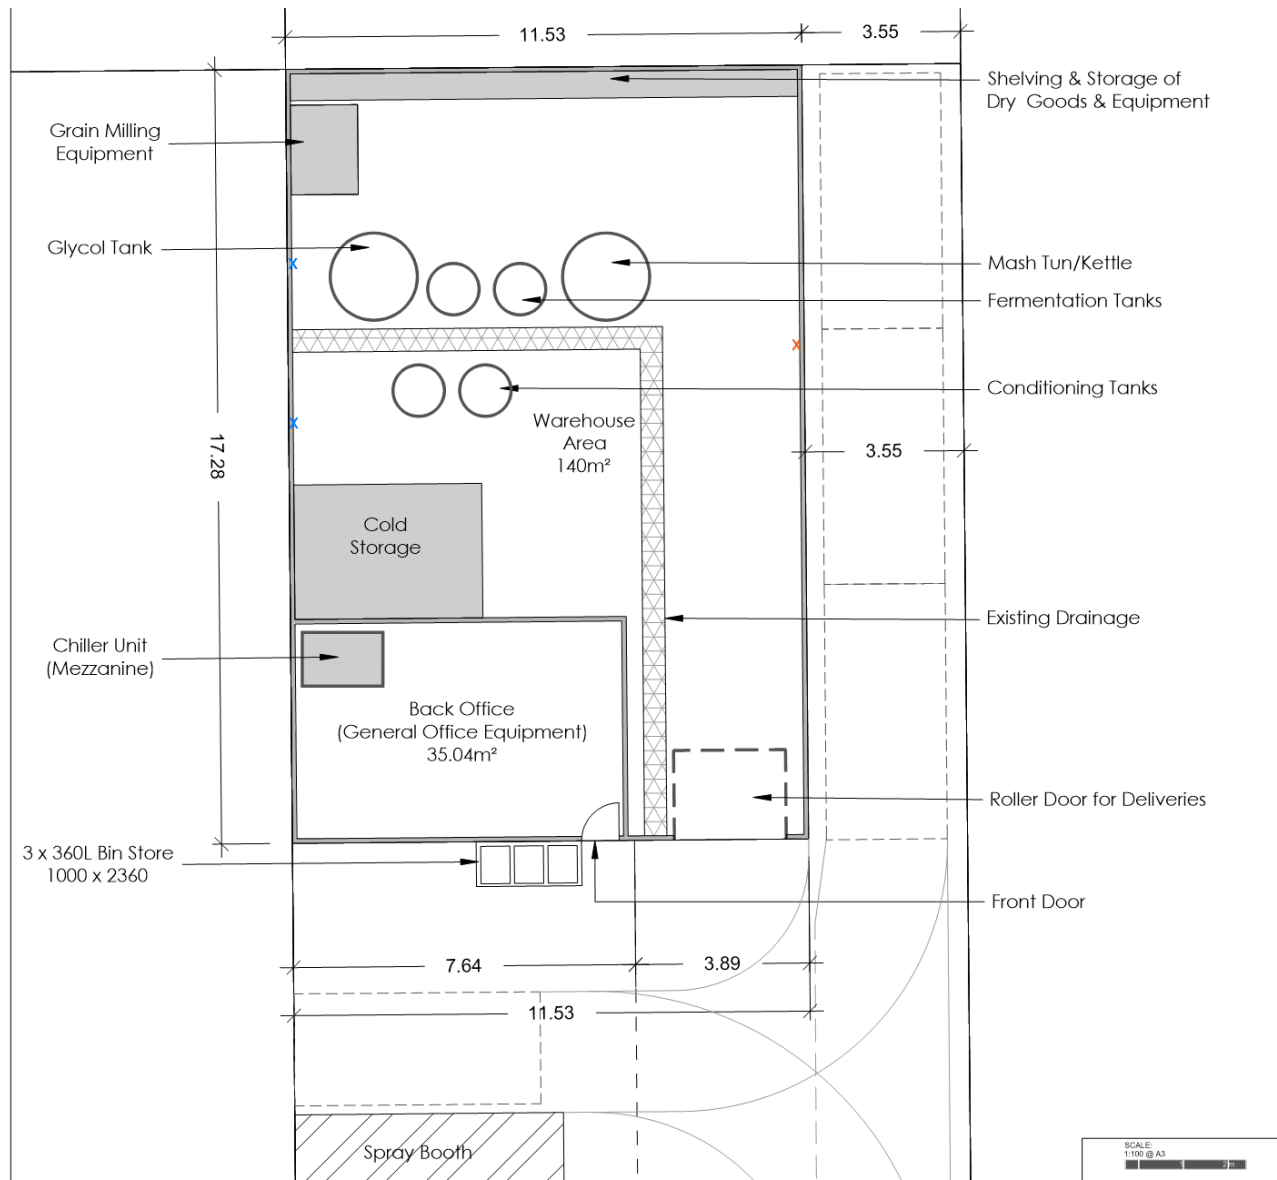 11.53
3.55
Shelving & Storage of
Dry Goods & Equipment
Grain Milling
Equipment
Glycol Tank
X
Mash Tun/Kettle
Fermentation Tanks
X
Conditioning Tanks
X
Warehouse
Area
140m²
17.28
3.55
Cold
Storage
Existing Drainage
Chiller Unit
(Mezzanine)
Back Office
(General Office Equipment)
35.04m²
Roller Door for Deliveries
3 x 360L Bin Store
1000 x 2360
Front Door
7.64
3.89
11.53
Spray Booth
SCALE:
1:100 @ A3
1
2m